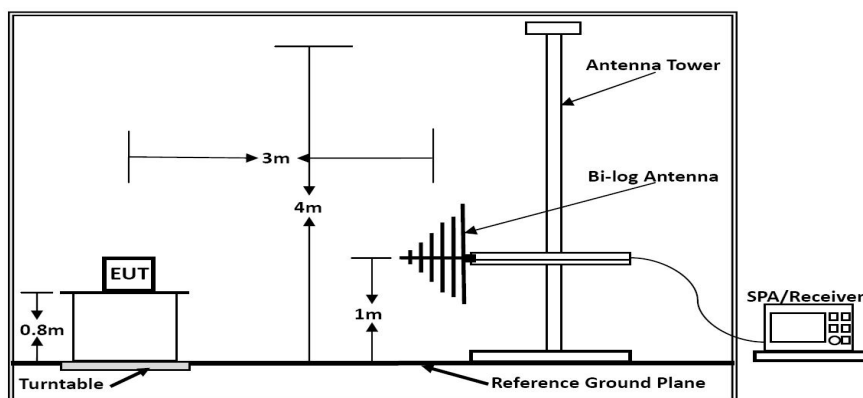 Antenna Tower
3m
Bi-log Antenna
4m
EUT
SPA/Receiver
0.8m
1m
Turntable
Reference Ground Plane